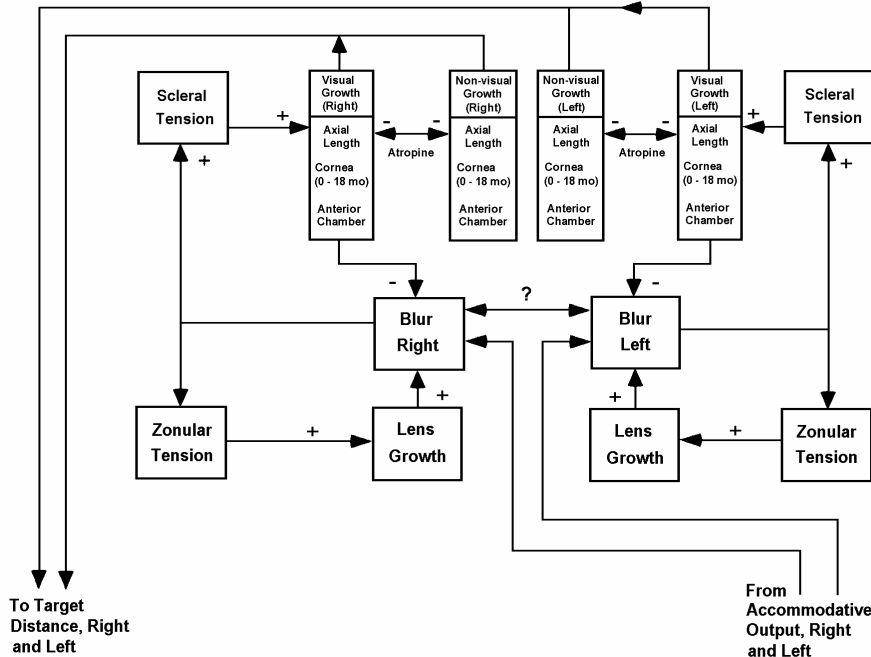 Scleral
Tension
+
+
Visual
Growth
(Right)
Axial
Length
Cornea
(0 - 18 mo)
Anterior
Chamber
-
-
Atropine
Non-visual
Growth
(Right)
Axial
Length
Cornea
(0 - 18 mo)
Anterior
Chamber
Non-visual
Growth
(Left)
Axial
Length
Cornea
(0 - 18 mo)
Anterior
Chamber
-
-
Atropine
Visual
Growth
(Left)
Axial
Length
Cornea
(0 - 18 mo)
Anterior
Chamber
+
Scleral
Tension
+
-
Blur
Right
?
-
Blur
Left
+
+
Zonular
Tension
+
Lens
Growth
Lens
Growth
+
Zonular
Tension
To Target
Distance, Right
and Left
From
Accommodative
Output, Right
and Left